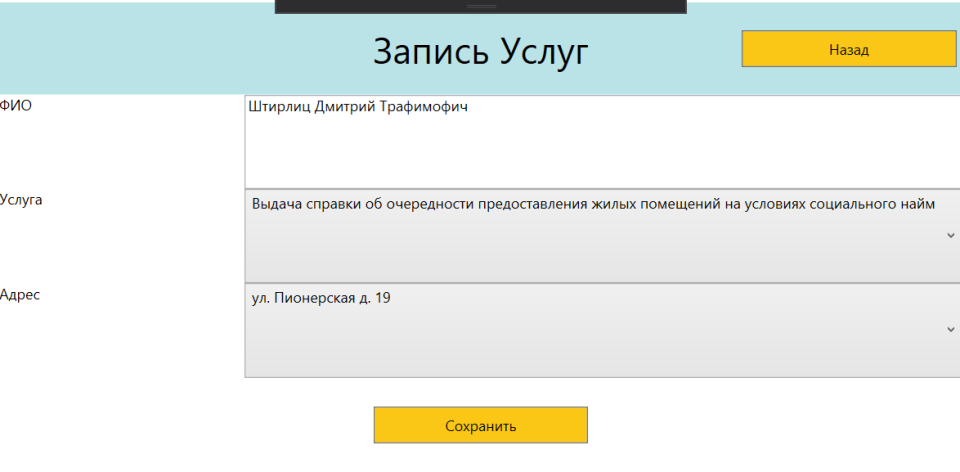 Запись Услуг
Назад
ФИО
Штирлиц Дмитрий Трафимофич
Услуга
Выдача справки об очередности предоставления жилых помещений на условиях социального найм
Адрес
ул. Пионерская д. 19
Сохранить